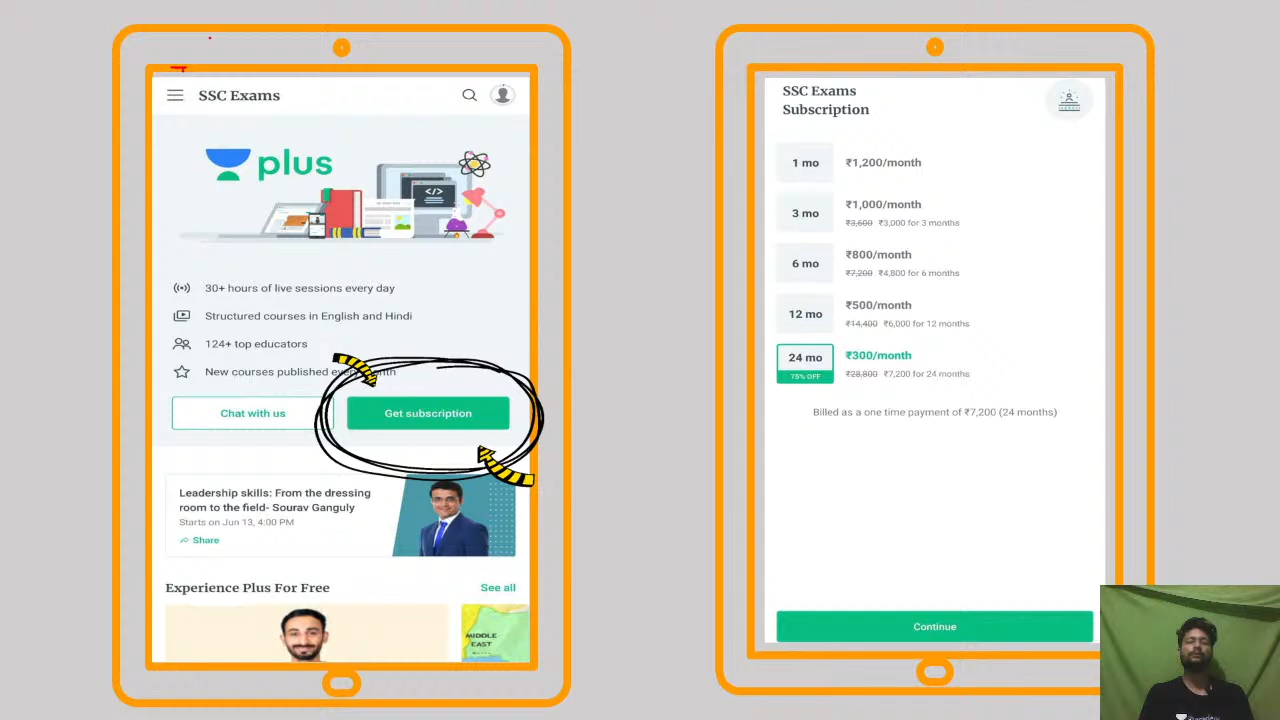 SSC Exams
plus
</>
30+ hours of live sessions every day
Structured courses in English and Hindi
124+ top educators
New courses published every month
Chat with us
Get subscription
Leadership skills: From the dressing
room to the field- Sourav Ganguly
Starts on Jun 13, 4:00 PM
Share
Experience Plus For Free
See all
MIDDLE
EAST
SSC Exams
Subscription
1 mo ₹1,200/month
3 mo ₹1,000/month
₹3,600 ₹3,000 for 3 months
6 mo ₹800/month
₹7,200 ₹4,800 for 6 months
12 mo ₹500/month
₹14,400 ₹6,000 for 12 months
24 mo ₹300/month
75% OFF ₹28,800 ₹7,200 for 24 months
Billed as a one time payment of ₹7,200 (24 months)
Continue